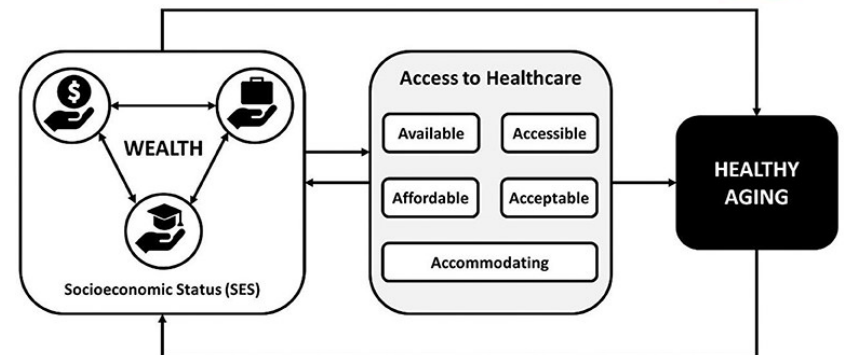 $
WEALTH
Socioeconomic Status (SES)
Access to Healthcare
Available
Accessible
Affordable
Acceptable
Accommodating
HEALTHY
AGING